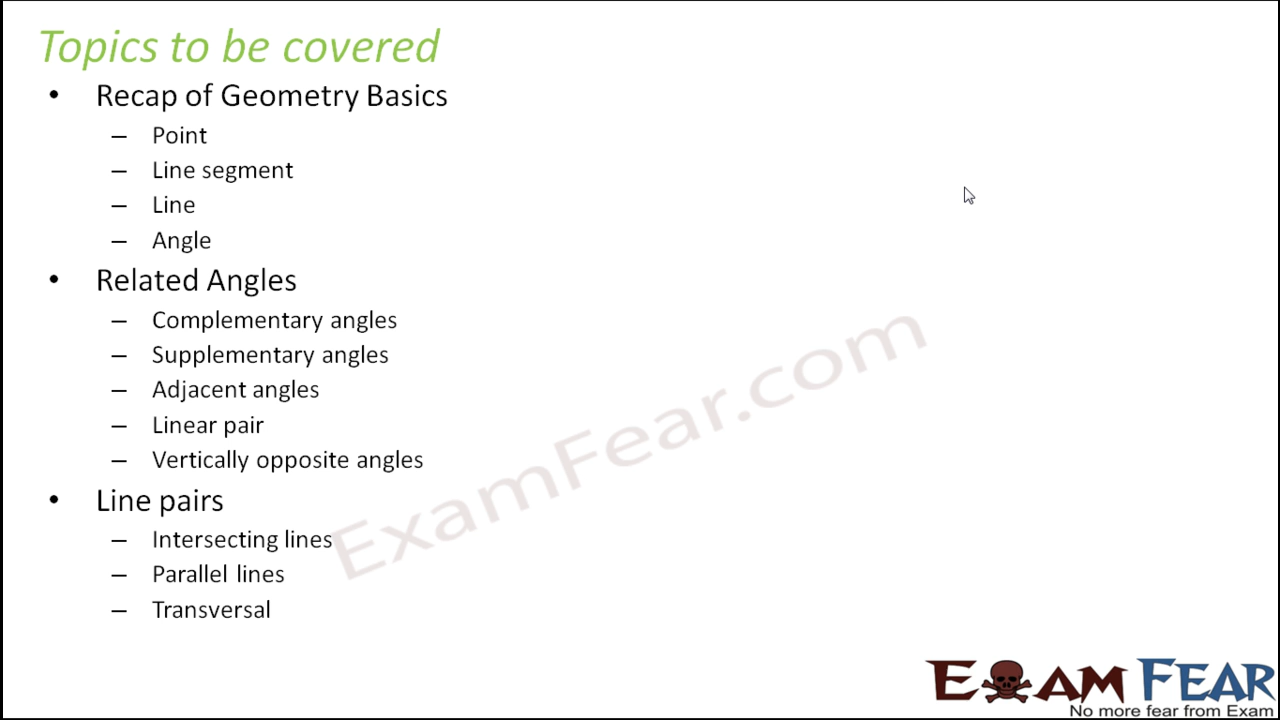 Topics to be covered
• Recap of Geometry Basics
– Point
– Line segment
– Line
– Angle
• Related Angles
– Complementary angles
– Supplementary angles
– Adjacent angles
– Linear pair
– Vertically opposite angles
• Line pairs
– Intersecting lines
– Parallel lines
– Transversal
ExamFear.com
EXAM FEAR
No more fear from Exam